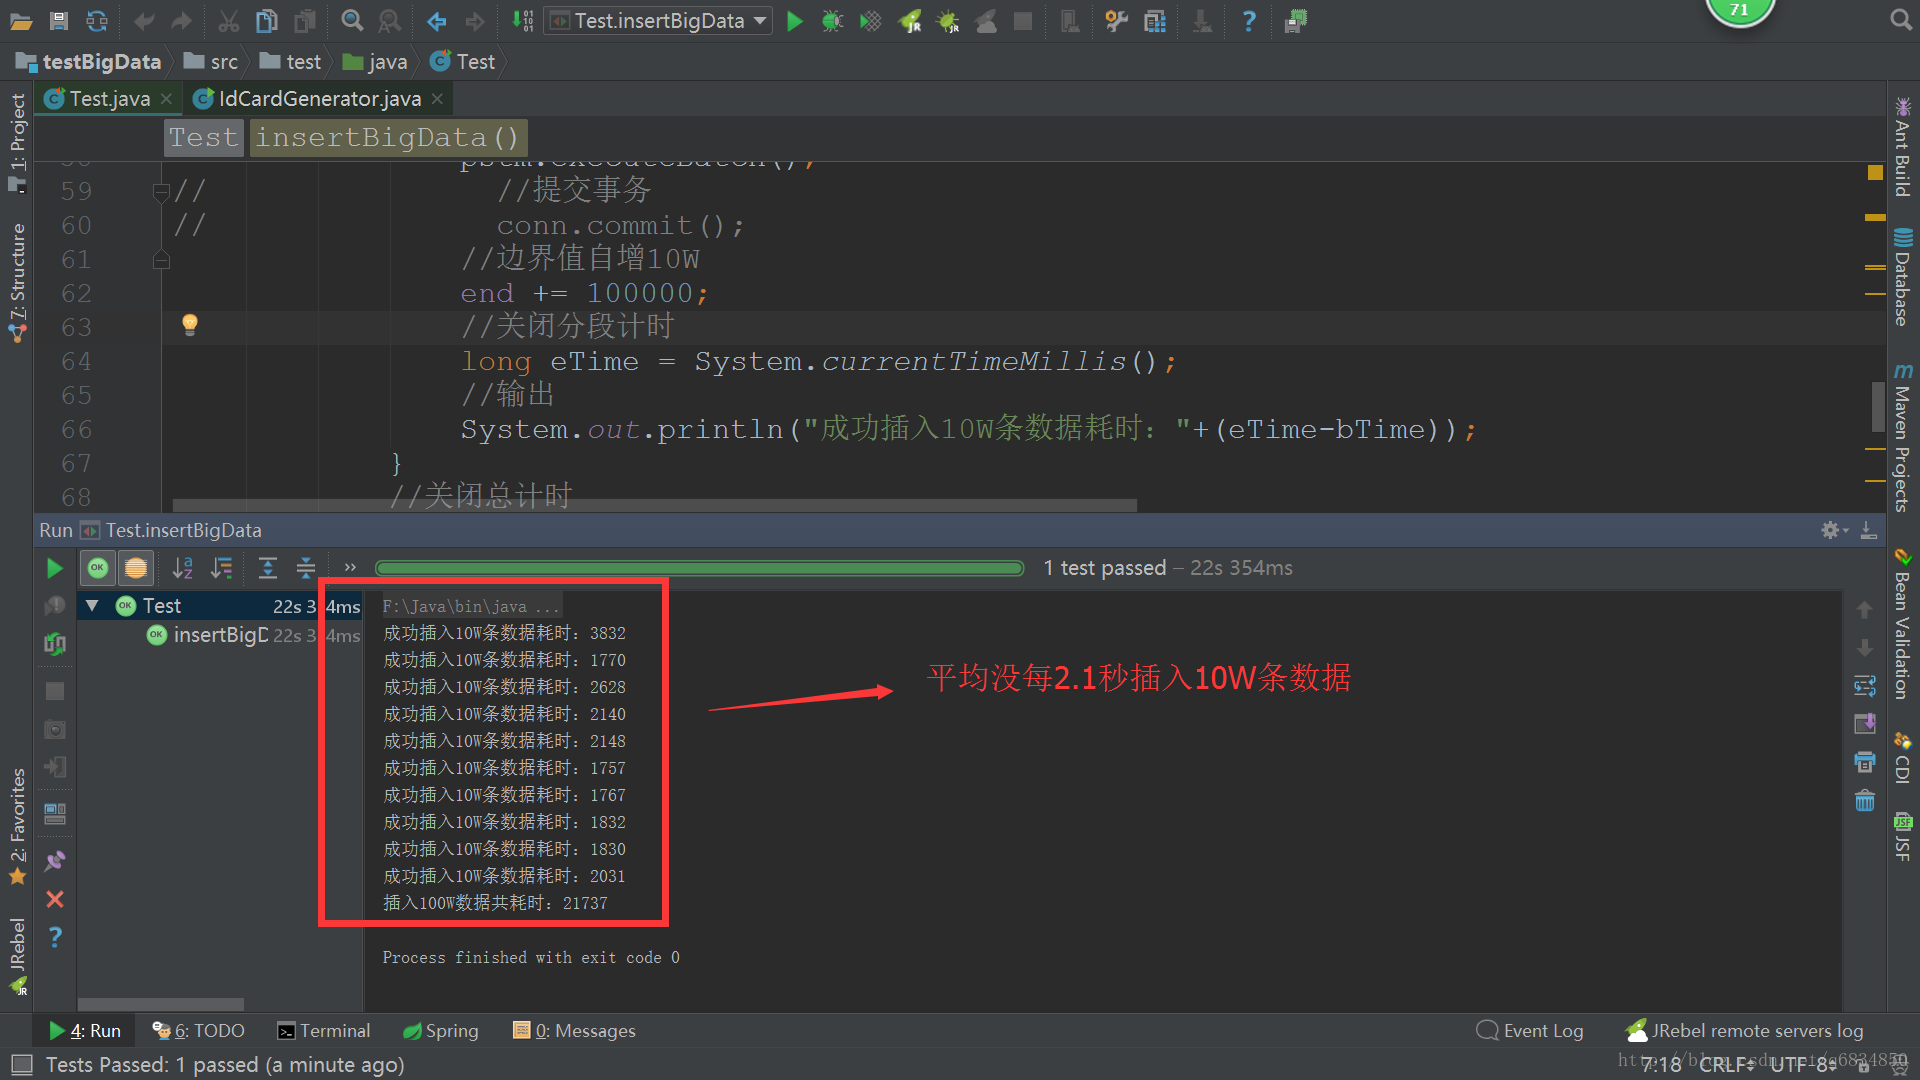 Test.insertBigData
71
testBigData src test java Test
Test.java IdCardGenerator.java
Test insertBigData()
pstm.executeBatch();
59 // //提交事务
60 // conn.commit();
61 //边界值自增10W
62 end += 100000;
63 //关闭分段计时
64 long eTime = System.currentTimeMillis();
65 //输出
66 System.out.println("成功插入10W条数据耗时："+(eTime-bTime));
67 }
68 //关闭总计时
Run Test.insertBigData
1 test passed – 22s 354ms
Test 22s 354ms
insertBigD 22s 354ms
F:\Java\bin\java ...
成功插入10W条数据耗时：3832
成功插入10W条数据耗时：1770
成功插入10W条数据耗时：2628
成功插入10W条数据耗时：2140
成功插入10W条数据耗时：2148
成功插入10W条数据耗时：1757
成功插入10W条数据耗时：1767
成功插入10W条数据耗时：1832
成功插入10W条数据耗时：1830
成功插入10W条数据耗时：2031
插入100W数据共耗时：21737
Process finished with exit code 0
平均没每2.1秒插入10W条数据
1: Project
7: Structure
2: Favorites
JRebel
Ant Build
Database
Maven Projects
Bean Validation
CDI
JSF
4: Run 6: TODO Terminal Spring 0: Messages Event Log JRebel remote servers log
Tests Passed: 1 passed (a minute ago) 7:18 CRLF UTF-8
http://blog.csdn.net/q6834850